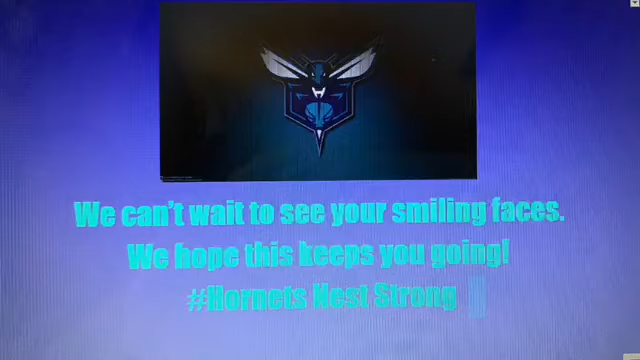 We can't wait to see your smiling faces.
We hope this keeps you going!
#Hornets Nest Strong